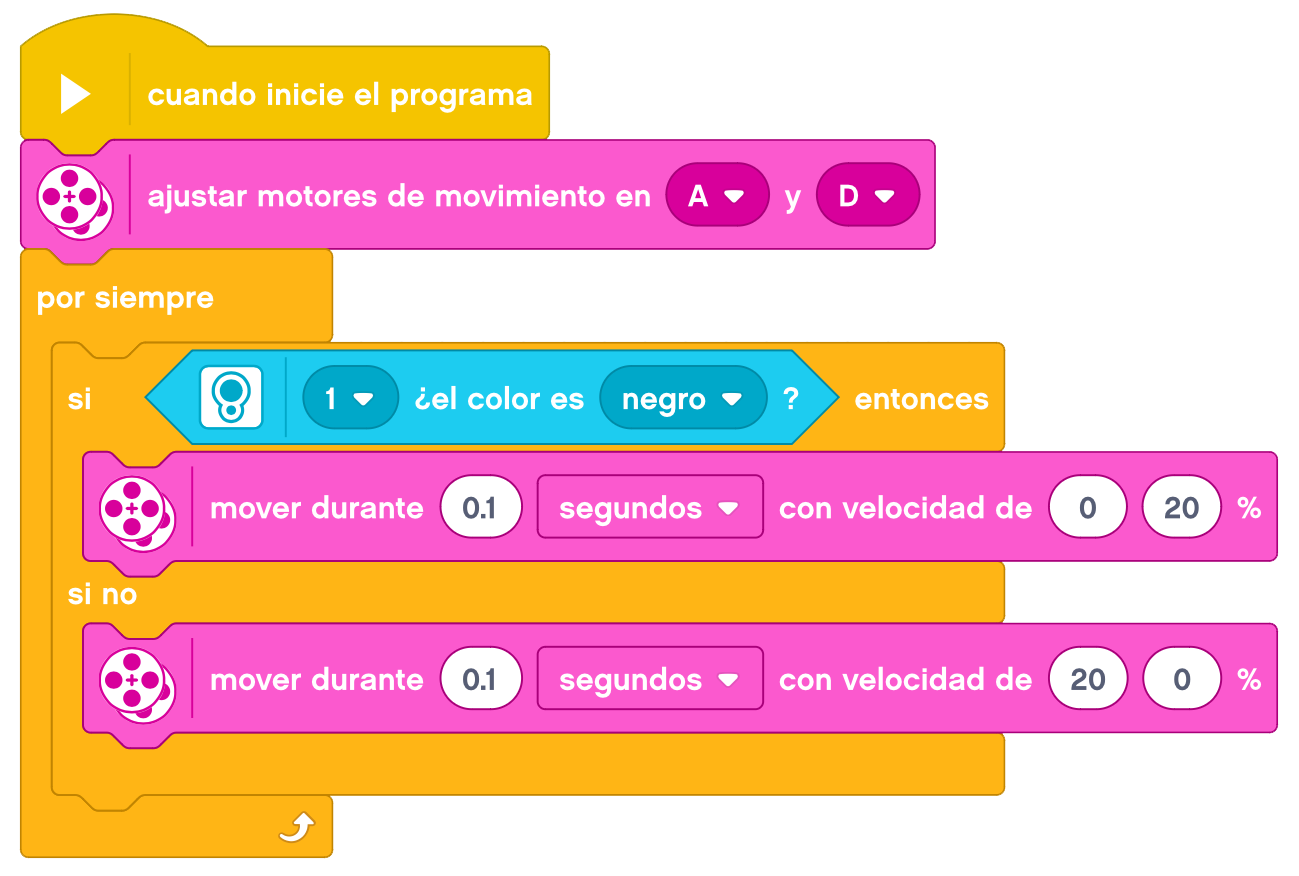 cuando inicie el programa
ajustar motores de movimiento en A y D
por siempre
si 1 ¿el color es negro ? entonces
mover durante 0.1 segundos con velocidad de 0 20 %
si no
mover durante 0.1 segundos con velocidad de 20 0 %